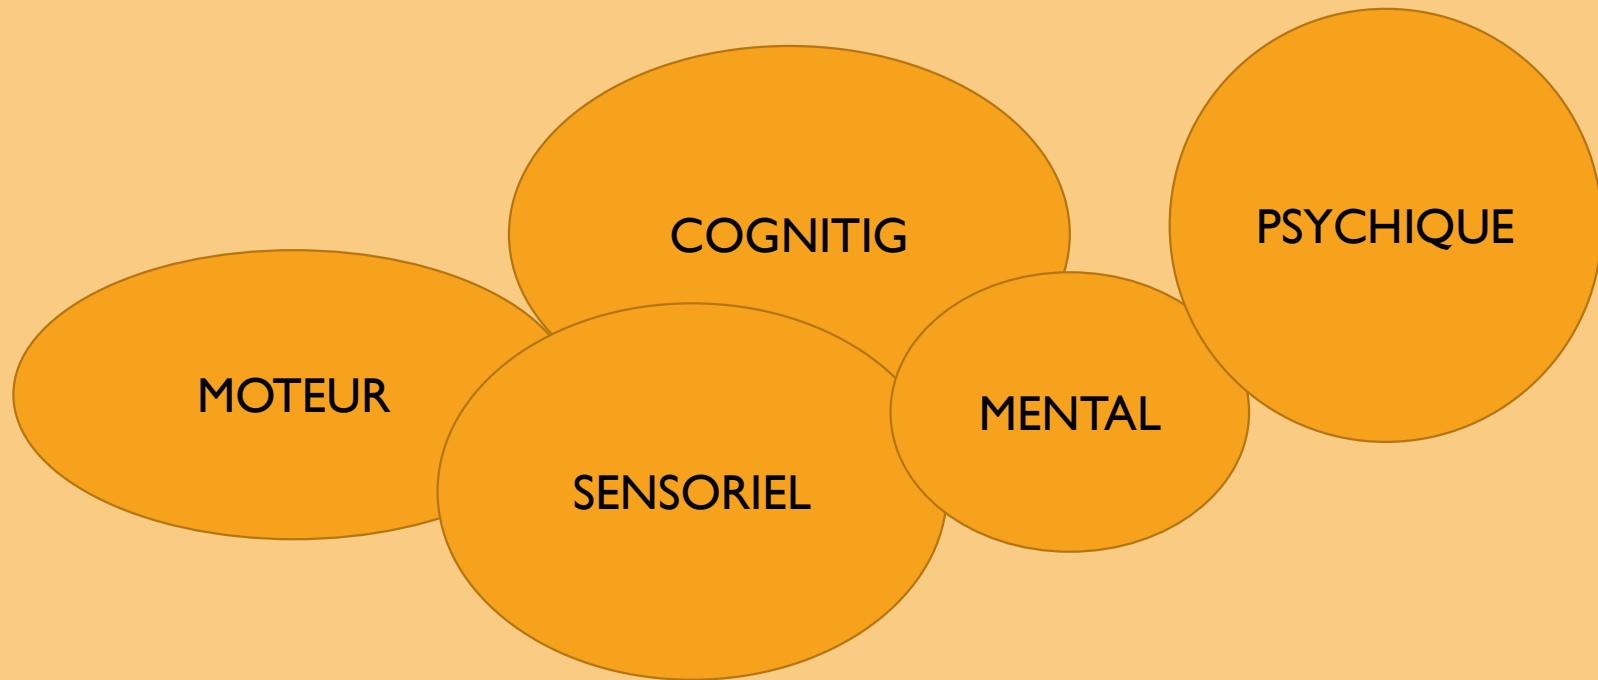 COGNITIG
PSYCHIQUE
MOTEUR
MENTAL
SENSORIEL